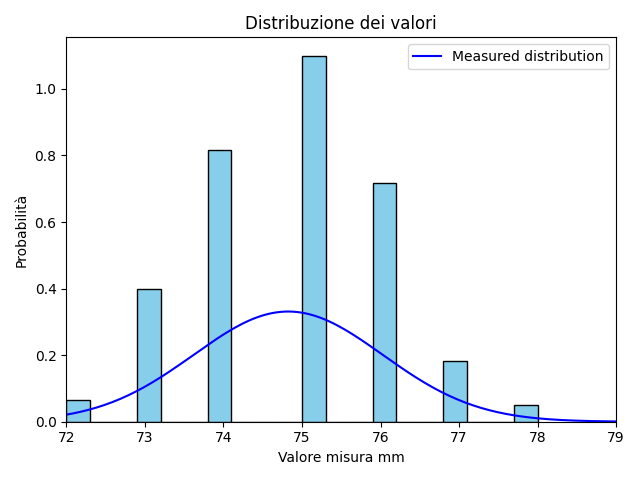 Distribuzione dei valori
Measured distribution
1.0
0.8
0.6
0.4
0.2
0.0
Probabilità
72 73 74 75 76 77 78 79
Valore misura mm